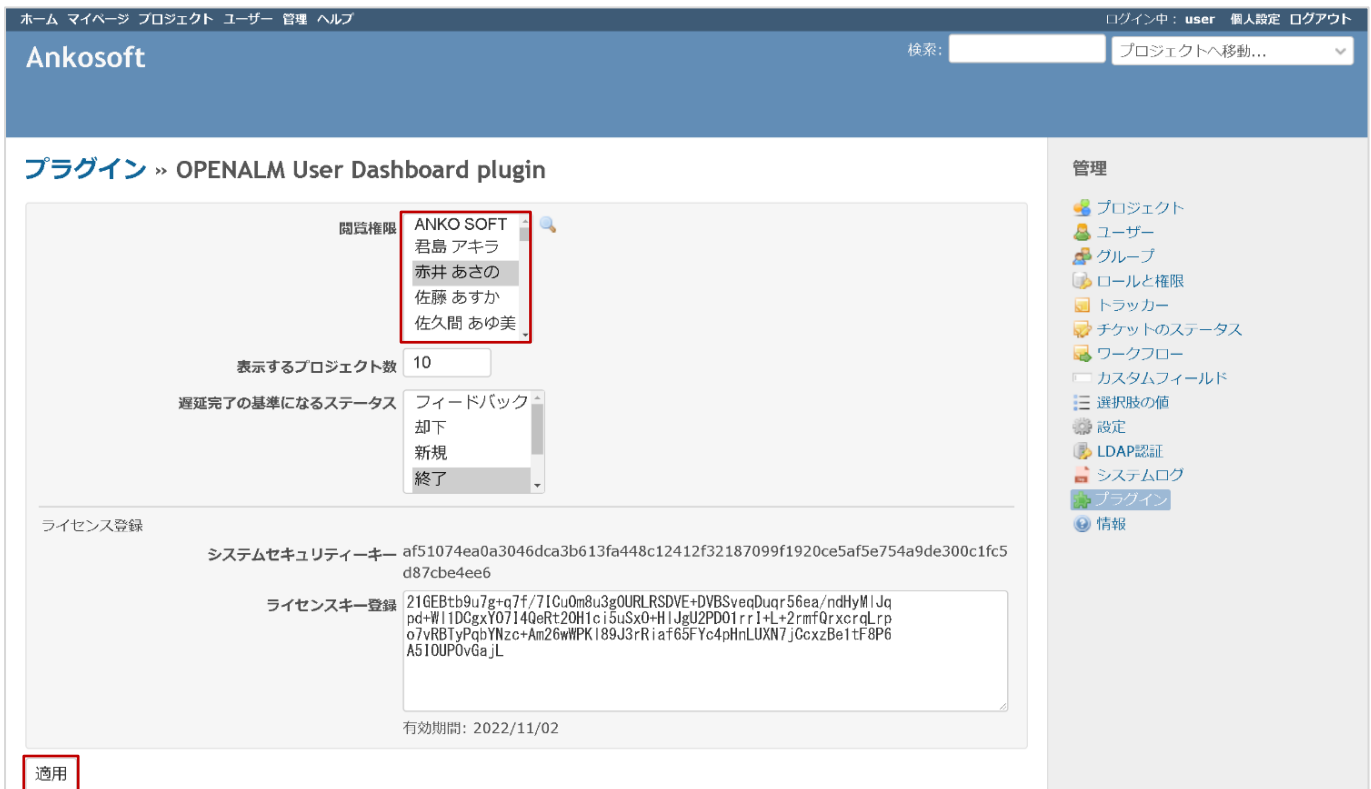 ホーム マイページ プロジェクト ユーザー 管理 ヘルプ
ログイン中： user 個人設定 ログアウト
Ankosoft
検索:
プロジェクトへ移動...
プラグイン » OPENALM User Dashboard plugin
閲覧権限
ANKO SOFT
君島 アキラ
赤井 あさの
佐藤 あすか
佐久間 あゆ美
表示するプロジェクト数 10
遅延完了の基準になるステータス
フィードバック
却下
新規
終了
ライセンス登録
システムセキュリティーキー
af51074ea0a3046dca3b613fa448c12412f32187099f1920ce5af5e754a9de300c1fc5
d87cbe4ee6
ライセンスキー登録
21GEBtb9u7g+q7f/7ICuOm8u3gOURLRSDVE+DVBSveqDuqr56ea/ndHyMlJq
pd+Wl1DCgxYO7I4QeRt2OH1ci5uSxO+HlJgU2PDO1rrI+L+2rmfQrxcrqLrp
o7vRBTyPqbYNzc+Am26wWPKl89J3rRiaf65FYc4pHnLUXN7jCcxzBe1tF8P6
A5IOUPOvGajL
有効期間: 2022/11/02
適用
管理
プロジェクト
ユーザー
グループ
ロールと権限
トラッカー
チケットのステータス
ワークフロー
カスタムフィールド
選択肢の値
設定
LDAP認証
システムログ
プラグイン
情報